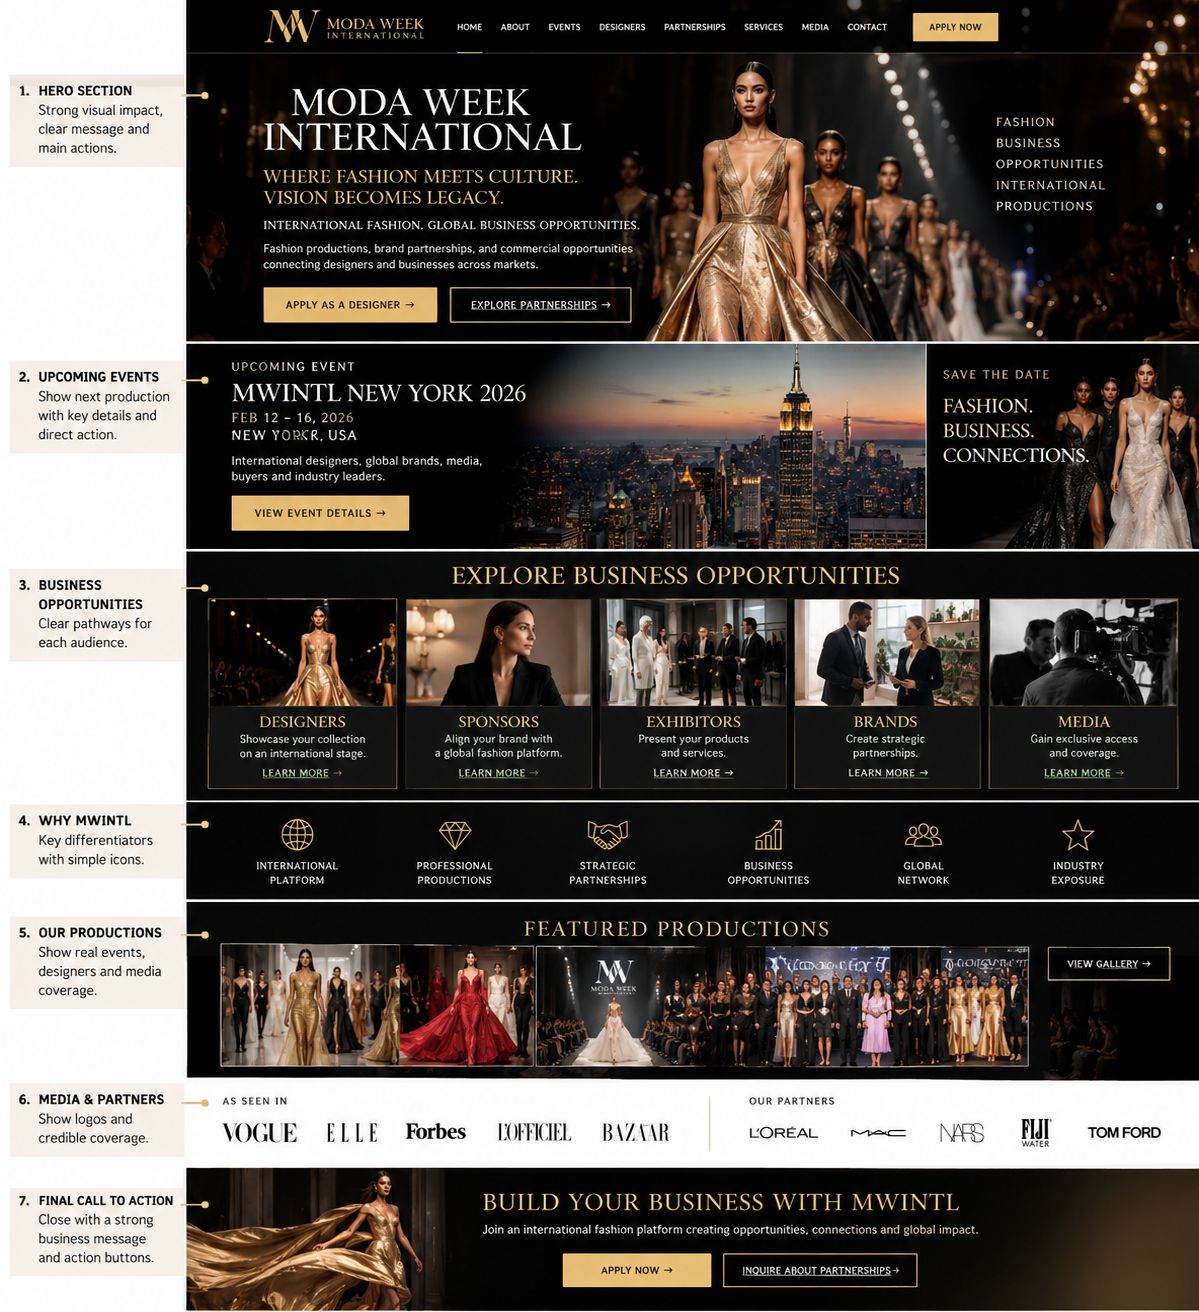 MW MODA WEEK
INTERNATIONAL
HOME ABOUT EVENTS DESIGNERS PARTNERSHIPS SERVICES MEDIA CONTACT APPLY NOW
1. HERO SECTION
Strong visual impact,
clear message and
main actions.
MODA WEEK
INTERNATIONAL
WHERE FASHION MEETS CULTURE.
VISION BECOMES LEGACY.
INTERNATIONAL FASHION. GLOBAL BUSINESS OPPORTUNITIES.
Fashion productions, brand partnerships, and commercial opportunities
connecting designers and businesses across markets.
APPLY AS A DESIGNER → EXPLORE PARTNERSHIPS →
FASHION
BUSINESS
OPPORTUNITIES
INTERNATIONAL
PRODUCTIONS
2. UPCOMING EVENTS
Show next production
with key details and
direct action.
UPCOMING EVENT
MWINTL NEW YORK 2026
FEB 12 – 16, 2026
NEW YORKR, USA
International designers, global brands, media,
buyers and industry leaders.
VIEW EVENT DETAILS →
SAVE THE DATE
FASHION.
BUSINESS.
CONNECTIONS.
3. BUSINESS
OPPORTUNITIES
Clear pathways for
each audience.
EXPLORE BUSINESS OPPORTUNITIES
DESIGNERS
Showcase your collection
on an international stage.
LEARN MORE →
SPONSORS
Align your brand with
a global fashion platform.
LEARN MORE →
EXHIBITORS
Present your products
and services.
LEARN MORE →
BRANDS
Create strategic
partnerships.
LEARN MORE →
MEDIA
Gain exclusive access
and coverage.
LEARN MORE →
4. WHY MWINTL
Key differentiators
with simple icons.
INTERNATIONAL
PLATFORM
PROFESSIONAL
PRODUCTIONS
STRATEGIC
PARTNERSHIPS
BUSINESS
OPPORTUNITIES
GLOBAL
NETWORK
INDUSTRY
EXPOSURE
5. OUR PRODUCTIONS
Show real events,
designers and media
coverage.
FEATURED PRODUCTIONS
MW
MODA WEEK
VIEW GALLERY →
6. MEDIA & PARTNERS
Show logos and
credible coverage.
AS SEEN IN
VOGUE ELLE Forbes L'OFFICIEL BAZAAR
OUR PARTNERS
L'ORÉAL MAC NARS FIJI WATER TOM FORD
7. FINAL CALL TO ACTION
Close with a strong
business message
and action buttons.
BUILD YOUR BUSINESS WITH MWINTL
Join an international fashion platform creating opportunities, connections and global impact.
APPLY NOW → INQUIRE ABOUT PARTNERSHIPS →